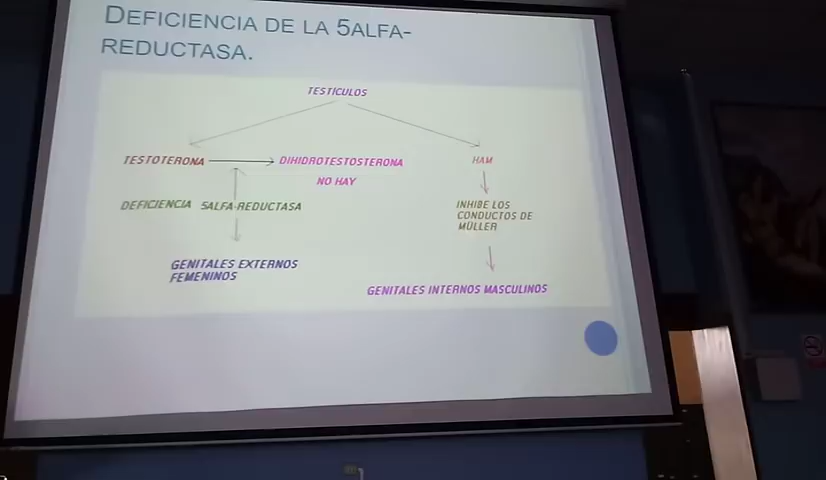 DEFICIENCIA DE LA 5ALFA-
REDUCTASA.
TESTÍCULOS
TESTOTERONA
DIHIDROTESTOSTERONA
HAM
NO HAY
DEFICIENCIA 5ALFA-REDUCTASA
INHIBE LOS
CONDUCTOS DE
MÜLLER
GENITALES EXTERNOS
FEMENINOS
GENITALES INTERNOS MASCULINOS